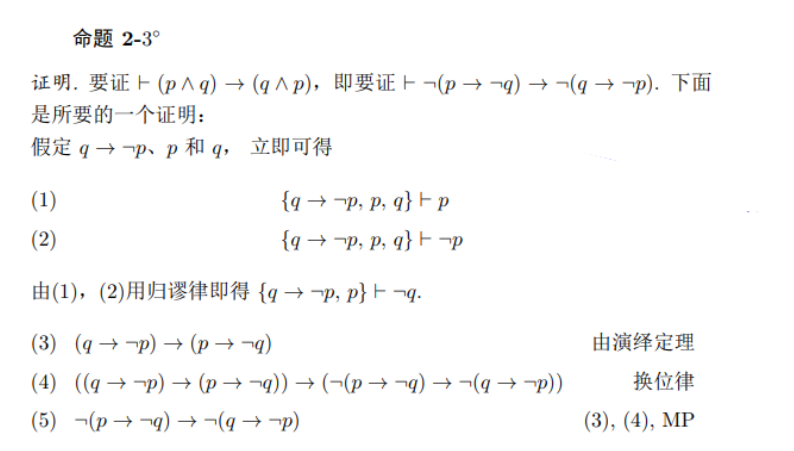 命题 2-3°
证明. 要证 ⊢ (p ∧ q) → (q ∧ p)，即要证 ⊢ ¬(p → ¬q) → ¬(q → ¬p). 下面
是所要的一个证明：
假定 q → ¬p、p 和 q， 立即可得
(1) {q → ¬p, p, q} ⊢ p
(2) {q → ¬p, p, q} ⊢ ¬p
由(1)，(2)用归谬律即得 {q → ¬p, p} ⊢ ¬q.
(3) (q → ¬p) → (p → ¬q) 由演绎定理
(4) ((q → ¬p) → (p → ¬q)) → (¬(p → ¬q) → ¬(q → ¬p)) 换位律
(5) ¬(p → ¬q) → ¬(q → ¬p) (3), (4), MP